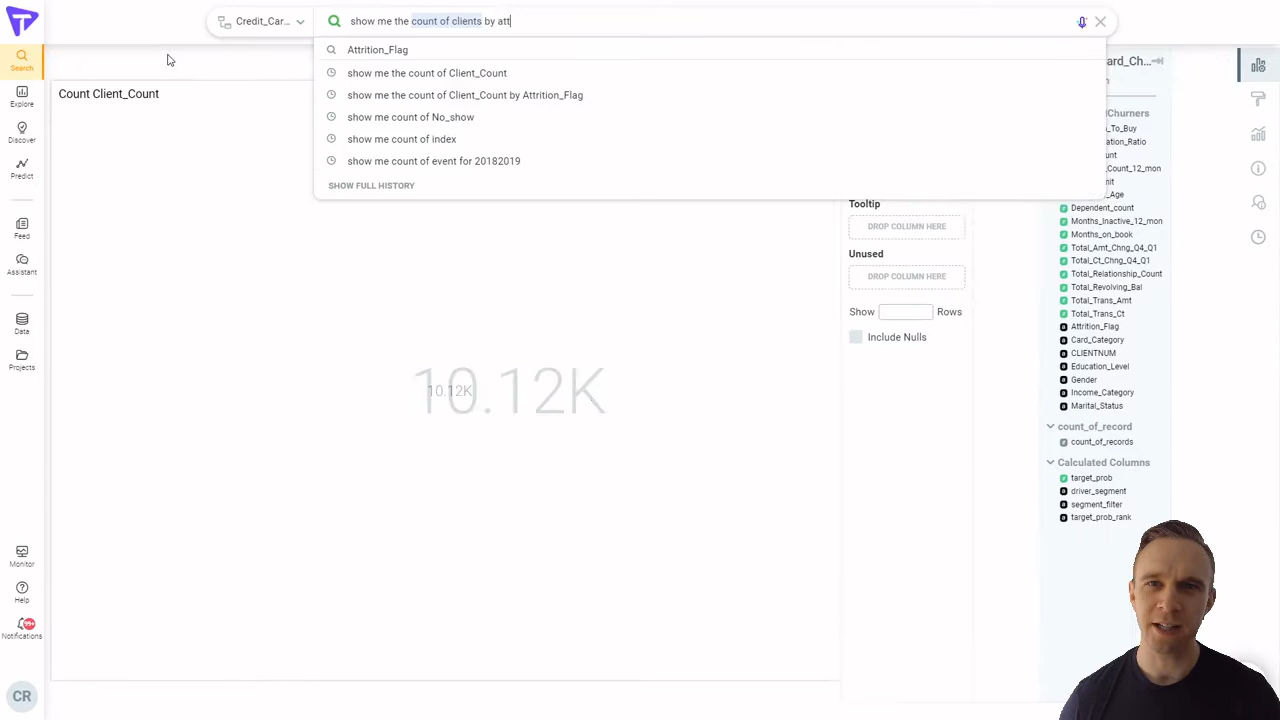 Credit_Car...
show me the count of clients by att
Search
Explore
Discover
Predict
Feed
Assistant
Data
Projects
Monitor
Help
99+
Notifications
CR
Attrition_Flag
show me the count of Client_Count
show me the count of Client_Count by Attrition_Flag
show me count of No_show
show me count of index
show me count of event for 20182019
SHOW FULL HISTORY
Count Client_Count
10.12K
10.12K
Tooltip
DROP COLUMN HERE
Unused
DROP COLUMN HERE
Show Rows
Include Nulls
ard_Ch...
Churners
_To_Buy
ation_Ratio
unt
_Count_12_mon
mit
_Age
Dependent_count
Months_Inactive_12_mon
Months_on_book
Total_Amt_Chng_Q4_Q1
Total_Ct_Chng_Q4_Q1
Total_Relationship_Count
Total_Revolving_Bal
Total_Trans_Amt
Total_Trans_Ct
Attrition_Flag
Card_Category
CLIENTNUM
Education_Level
Gender
Income_Category
Marital_Status
count_of_record
count_of_records
Calculated Columns
target_prob
driver_segment
segment_filter
target_prob_rank